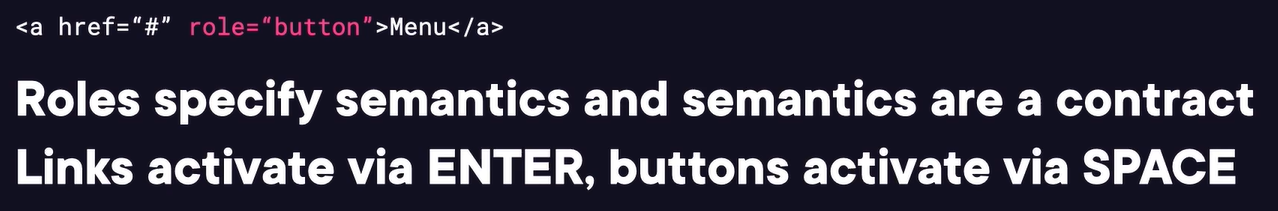 <a href=“#” role=“button”>Menu</a>
Roles specify semantics and semantics are a contract
Links activate via ENTER, buttons activate via SPACE